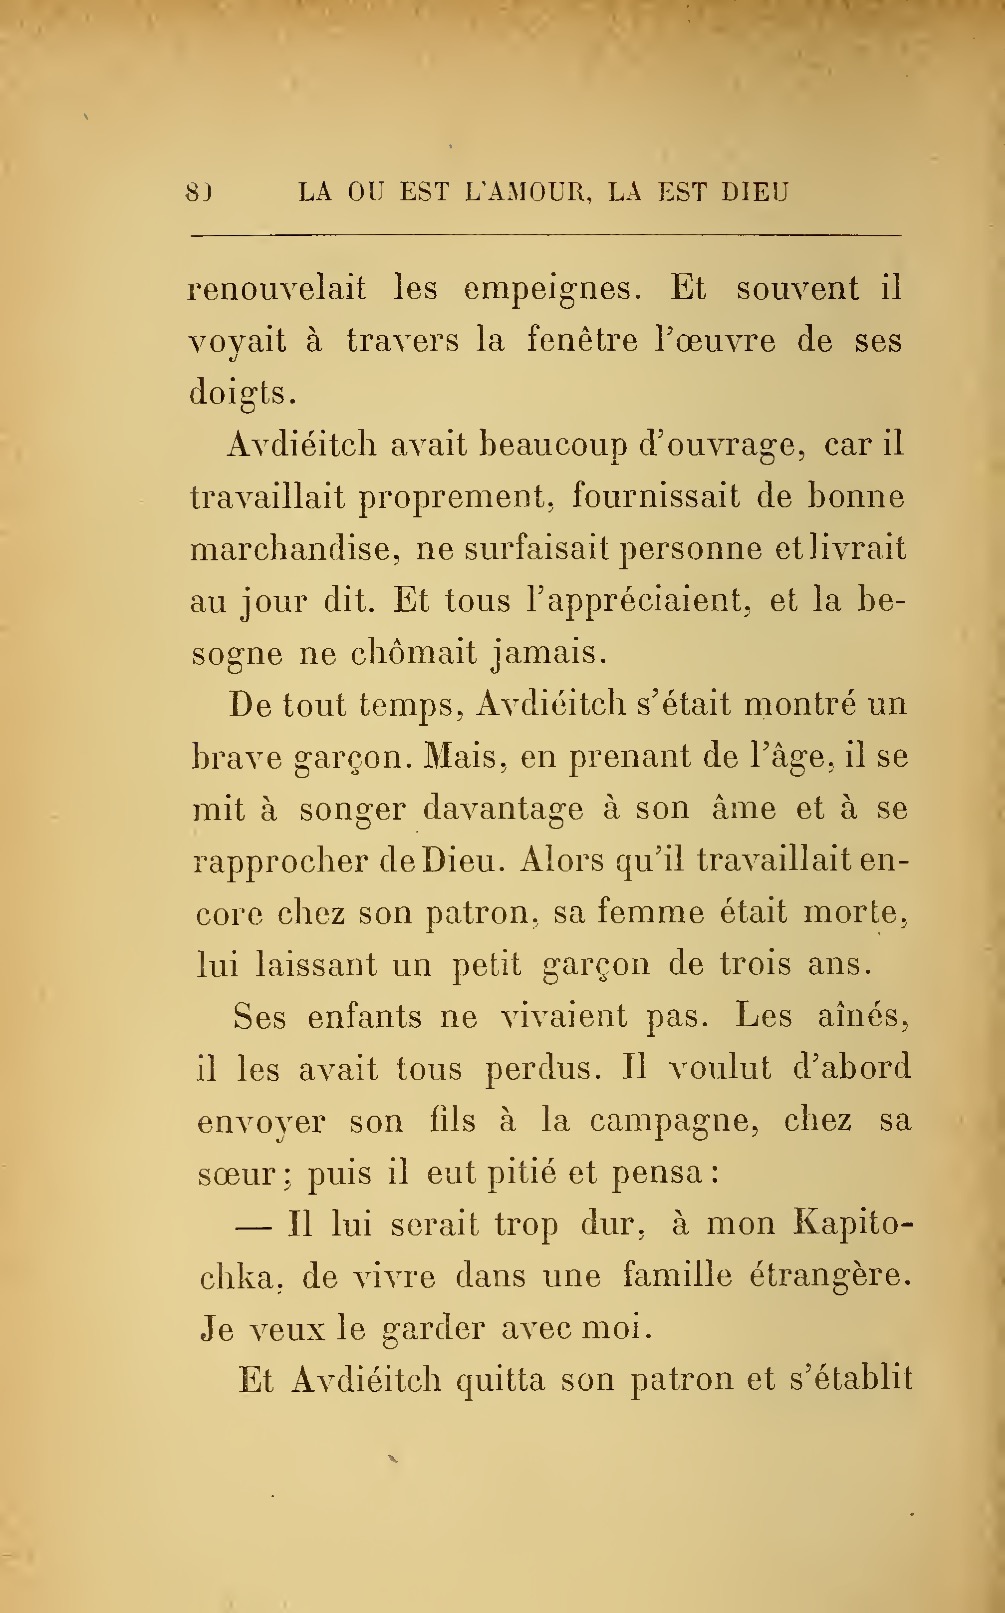 80 LA OU EST L'AMOUR, LA EST DIEU
renouvelait les empeignes. Et souvent il
voyait à travers la fenêtre l'œuvre de ses
doigts.
Avdiéitch avait beaucoup d'ouvrage, car il
travaillait proprement, fournissait de bonne
marchandise, ne surfaisait personne et livrait
au jour dit. Et tous l'appréciaient, et la be-
sogne ne chômait jamais.
De tout temps, Avdiéitch s'était montré un
brave garçon. Mais, en prenant de l'âge, il se
mit à songer davantage à son âme et à se
rapprocher de Dieu. Alors qu'il travaillait en-
core chez son patron, sa femme était morte,
lui laissant un petit garçon de trois ans.
Ses enfants ne vivaient pas. Les aînés,
il les avait tous perdus. Il voulut d'abord
envoyer son fils à la campagne, chez sa
sœur; puis il eut pitié et pensa :
— Il lui serait trop dur, à mon Kapito-
chka, de vivre dans une famille étrangère.
Je veux le garder avec moi.
Et Avdiéitch quitta son patron et s'établit